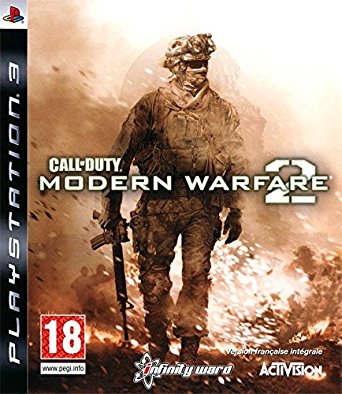 PLAYSTATION 3
CALL OF DUTY
MODERN WARFARE 2
18
www.pegi.info
infinity ward
Version française intégrale
ACTIVISION